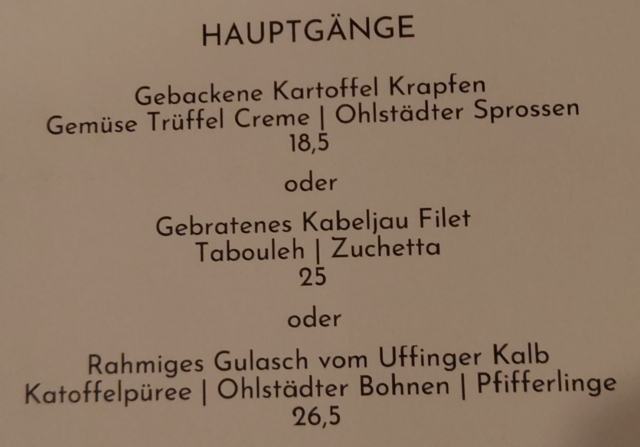 HAUPTGÄNGE
Gebackene Kartoffel Krapfen
Gemüse Trüffel Creme | Ohlstädter Sprossen
18,5
oder
Gebratenes Kabeljau Filet
Tabouleh | Zuchetta
25
oder
Rahmiges Gulasch vom Uffinger Kalb
Katoffelpüree | Ohlstädter Bohnen | Pfifferlinge
26,5